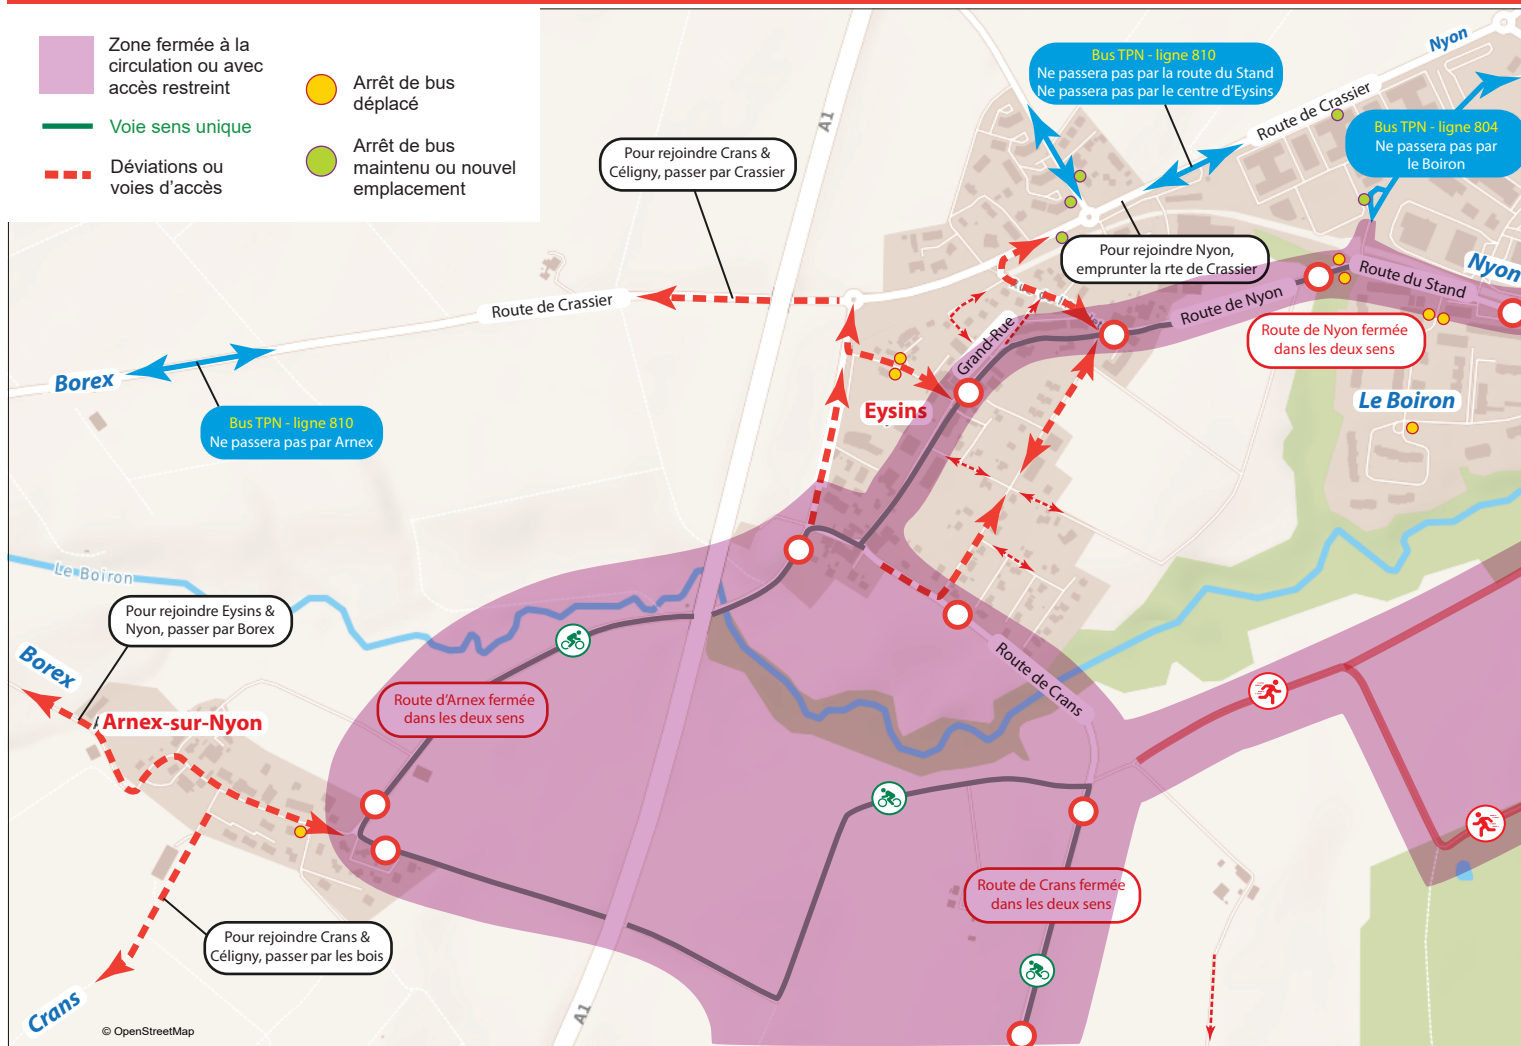 Zone fermée à la
circulation ou avec
accès restreint
Voie sens unique
Déviations ou
voies d'accès
Arrêt de bus
déplacé
Arrêt de bus
maintenu ou nouvel
emplacement
Bus TPN - ligne 810
Ne passera pas par la route du Stand
Ne passera pas par le centre d'Eysins
Nyon
Route de Crassier
Bus TPN - ligne 804
Ne passera pas par
le Boiron
A1
Pour rejoindre Crans &
Céligny, passer par Crassier
Pour rejoindre Nyon,
emprunter la rte de Crassier
Nyon
Route du Stand
Route de Nyon
Route de Crassier
Route de Nyon fermée
dans les deux sens
Grand-Rue
Borex
Eysins
Le Boiron
Bus TPN - ligne 810
Ne passera pas par Arnex
Le Boiron
Pour rejoindre Eysins &
Nyon, passer par Borex
Borex
Route de Crans
Route d'Arnex fermée
dans les deux sens
Arnex-sur-Nyon
Route de Crans fermée
dans les deux sens
Pour rejoindre Crans &
Céligny, passer par les bois
Crans
A1
© OpenStreetMap